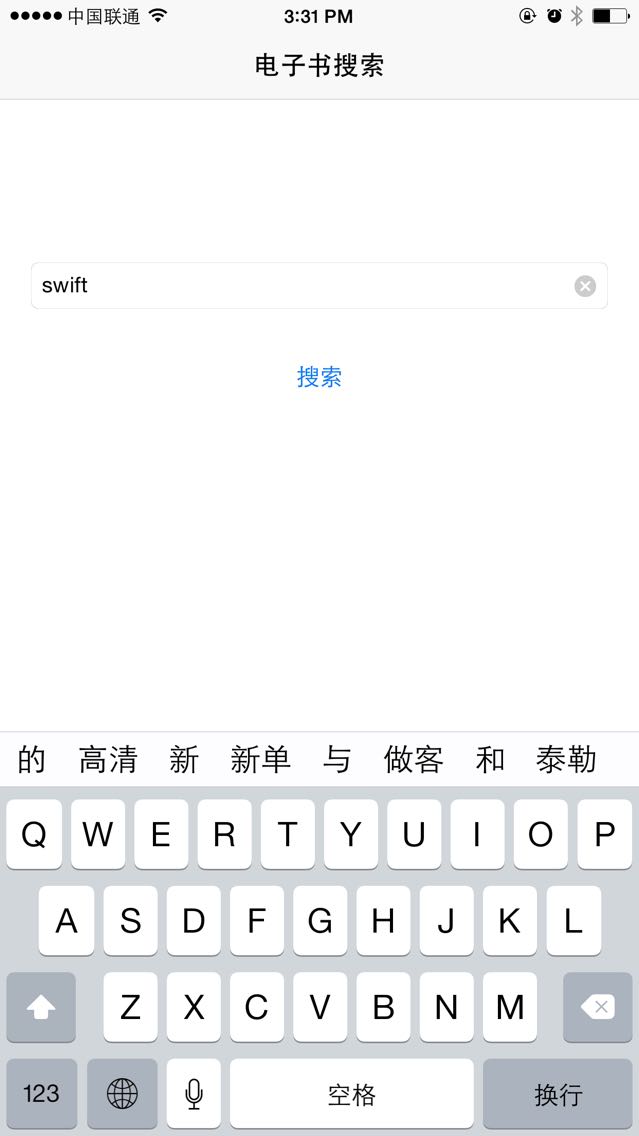 中国联通 3:31 PM
电子书搜索
swift
搜索
的 高清 新 新单 与 做客 和 泰勒
Q W E R T Y U I O P
A S D F G H J K L
Z X C V B N M
123 空格 换行